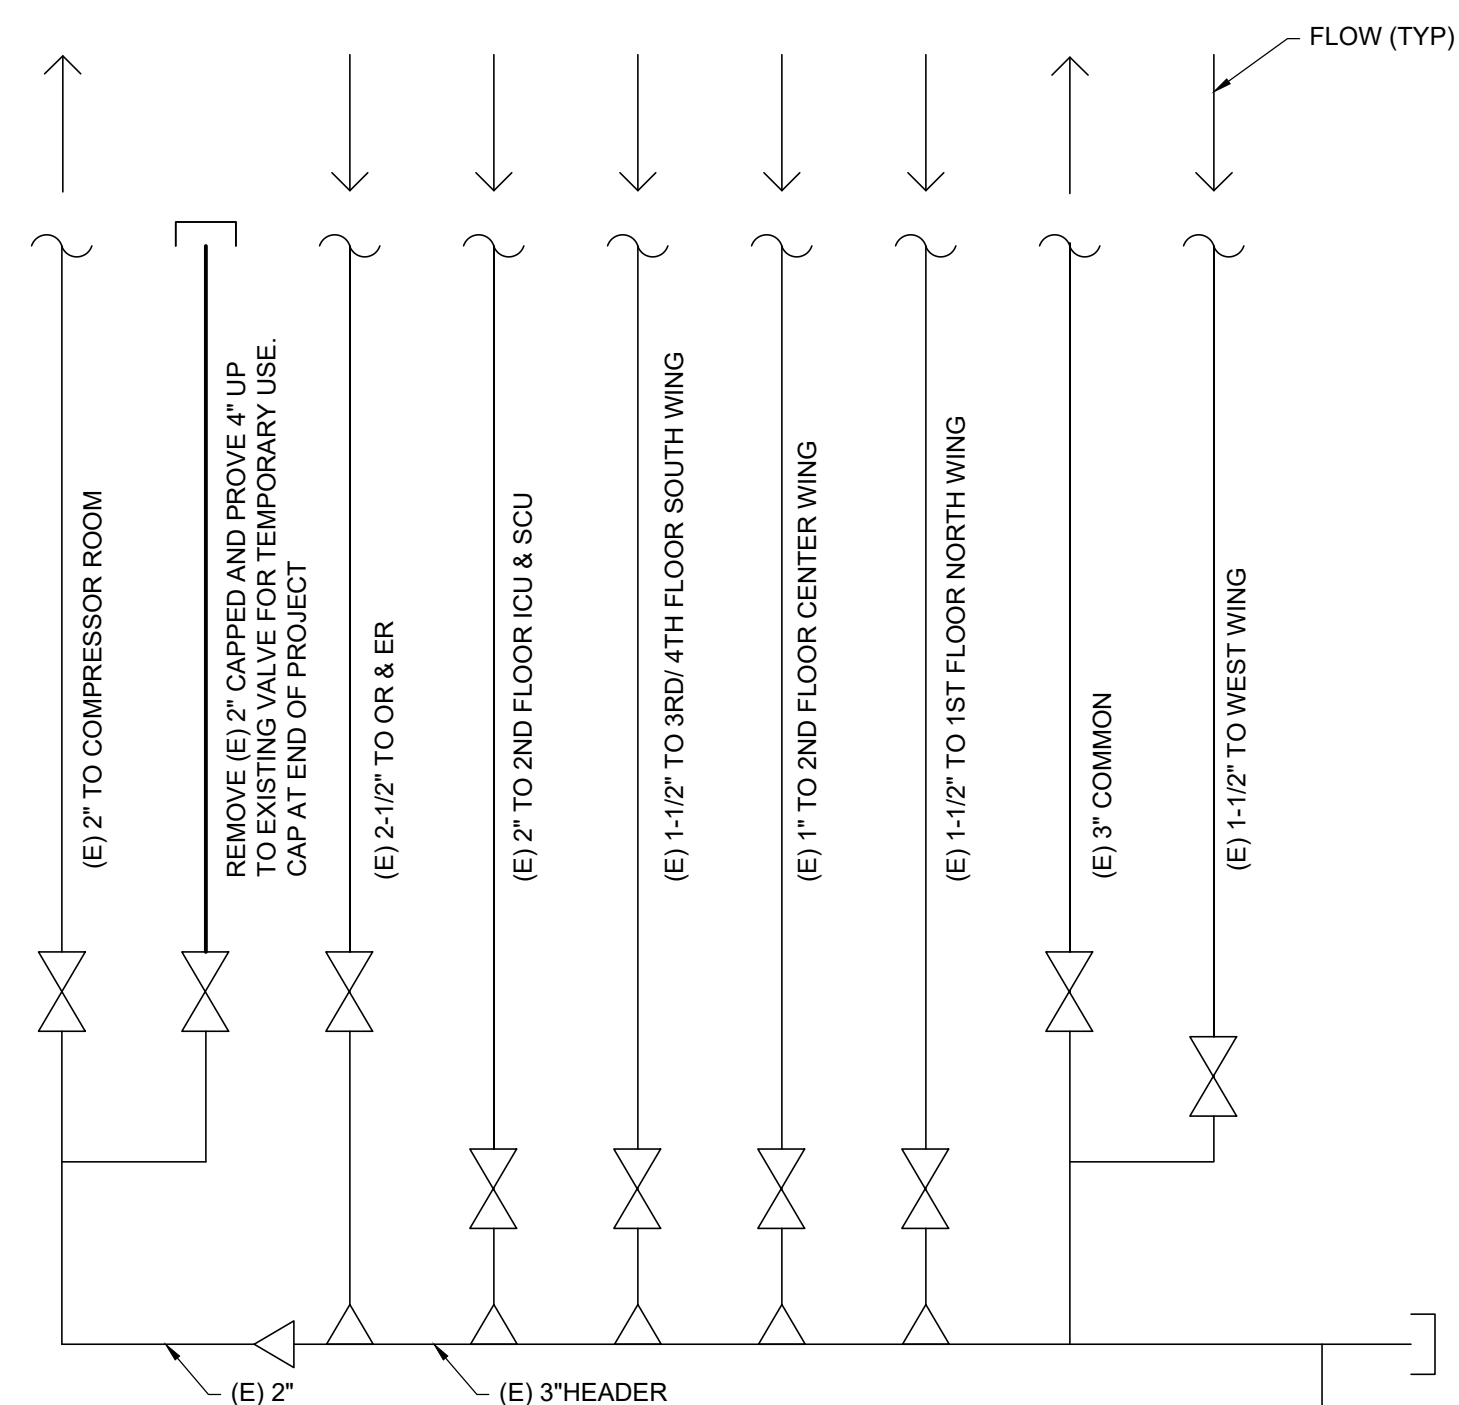 FLOW (TYP)
(E) 2" TO COMPRESSOR ROOM
REMOVE (E) 2" CAPPED AND PROVE 4" UP
TO EXISTING VALVE FOR TEMPORARY USE.
CAP AT END OF PROJECT
(E) 2-1/2" TO OR & ER
(E) 2" TO 2ND FLOOR ICU & SCU
(E) 1-1/2" TO 3RD/ 4TH FLOOR SOUTH WING
(E) 1" TO 2ND FLOOR CENTER WING
(E) 1-1/2" TO 1ST FLOOR NORTH WING
(E) 3" COMMON
(E) 1-1/2" TO WEST WING
(E) 2"
(E) 3"HEADER